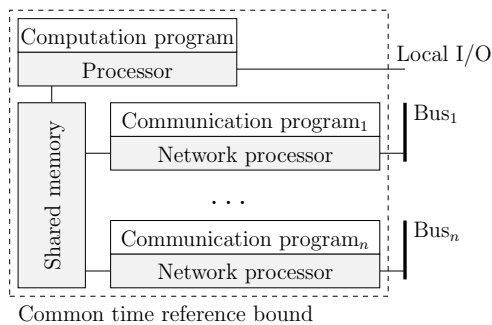 Computation program
Processor
Local I/O
Shared memory
Communication program₁
Network processor
Bus₁
...
Communication programₙ
Network processor
Busₙ
Common time reference bound